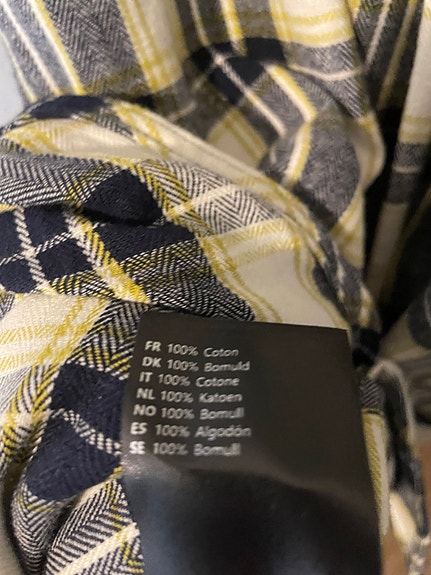 FR 100% Coton
DK 100% Bomuld
IT 100% Cotone
NL 100% Katoen
NO 100% Bomull
ES 100% Algodón
SE 100% Bomull